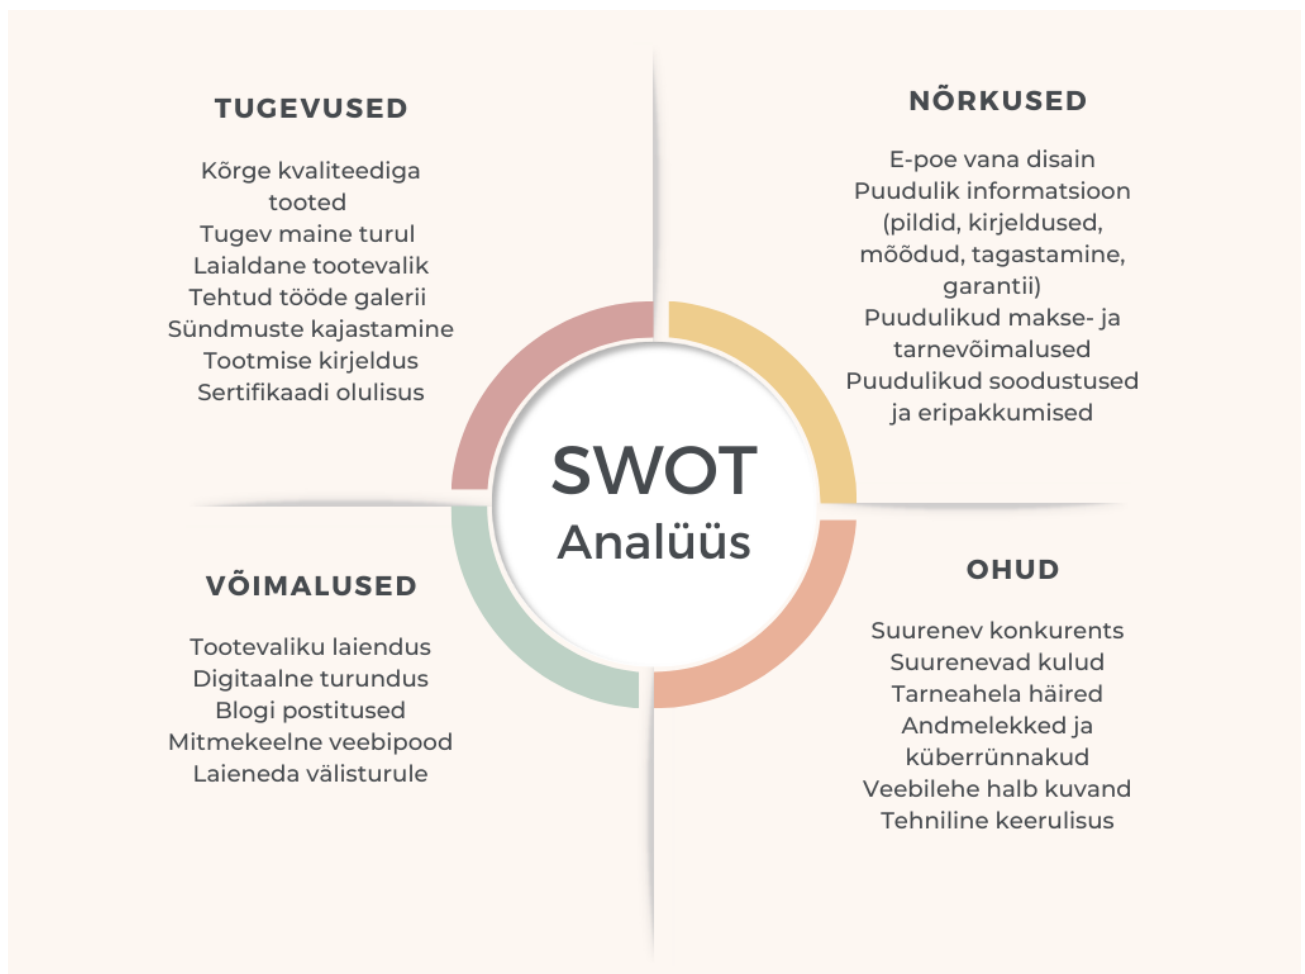 TUGEVUSED
Kõrge kvaliteediga
tooted
Tugev maine turul
Laialdane tootevalik
Tehtud tööde galerii
Sündmuste kajastamine
Tootmise kirjeldus
Sertifikaadi olulisus
NÕRKUSED
E-poe vana disain
Puudulik informatsioon
(pildid, kirjeldused,
mõõdud, tagastamine,
garantii)
Puudulikud makse- ja
tarnevõimalused
Puudulikud soodustused
ja eripakkumised
SWOT
Analüüs
VÕIMALUSED
Tootevaliku laiendus
Digitaalne turundus
Blogi postitused
Mitmekeelne veebipood
Laieneda välisturule
OHUD
Suurenev konkurents
Suurenevad kulud
Tarneahela häired
Andmelekked ja
küberrünnakud
Veebilehe halb kuvand
Tehniline keerulisus